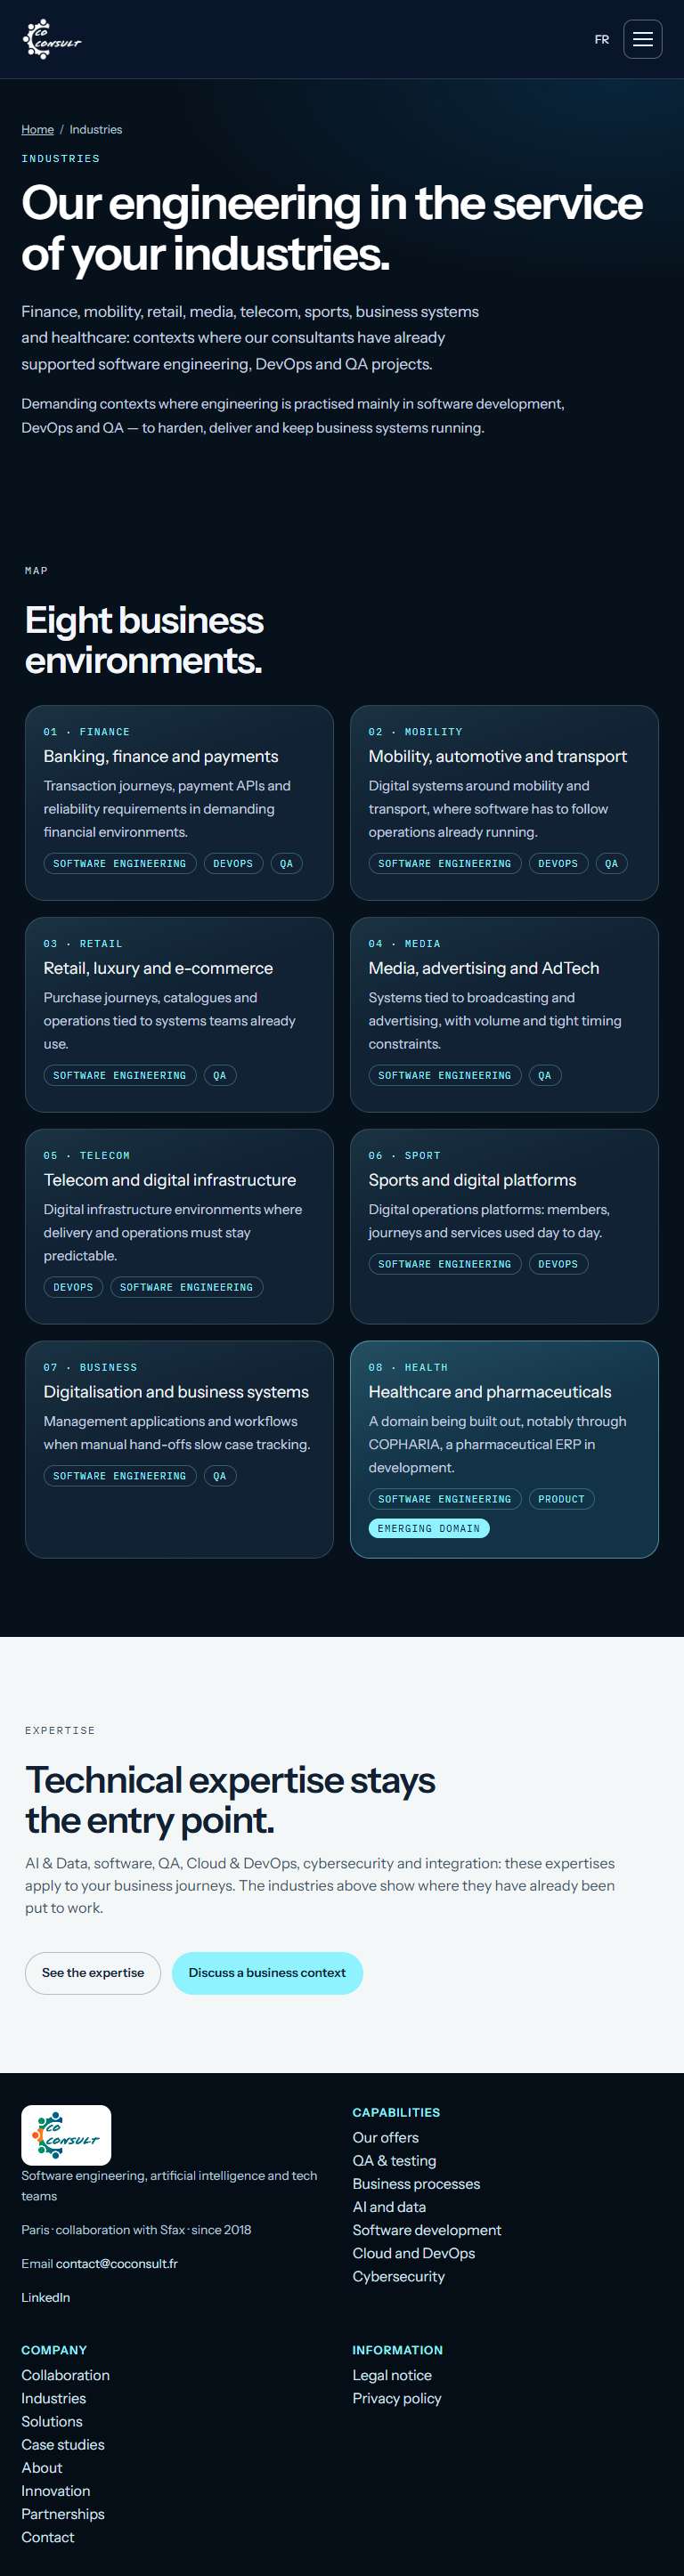 CO
CONSULT
FR
Home / Industries
INDUSTRIES
Our engineering in the service
of your industries.
Finance, mobility, retail, media, telecom, sports, business systems
and healthcare: contexts where our consultants have already
supported software engineering, DevOps and QA projects.
Demanding contexts where engineering is practised mainly in software development,
DevOps and QA — to harden, deliver and keep business systems running.
MAP
Eight business
environments.
01 · FINANCE
Banking, finance and payments
Transaction journeys, payment APIs and
reliability requirements in demanding
financial environments.
SOFTWARE ENGINEERING DEVOPS QA
02 · MOBILITY
Mobility, automotive and transport
Digital systems around mobility and
transport, where software has to follow
operations already running.
SOFTWARE ENGINEERING DEVOPS QA
03 · RETAIL
Retail, luxury and e-commerce
Purchase journeys, catalogues and
operations tied to systems teams already
use.
SOFTWARE ENGINEERING QA
04 · MEDIA
Media, advertising and AdTech
Systems tied to broadcasting and
advertising, with volume and tight timing
constraints.
SOFTWARE ENGINEERING QA
05 · TELECOM
Telecom and digital infrastructure
Digital infrastructure environments where
delivery and operations must stay
predictable.
DEVOPS SOFTWARE ENGINEERING
06 · SPORT
Sports and digital platforms
Digital operations platforms: members,
journeys and services used day to day.
SOFTWARE ENGINEERING DEVOPS
07 · BUSINESS
Digitalisation and business systems
Management applications and workflows
when manual hand-offs slow case tracking.
SOFTWARE ENGINEERING QA
08 · HEALTH
Healthcare and pharmaceuticals
A domain being built out, notably through
COPHARIA, a pharmaceutical ERP in
development.
SOFTWARE ENGINEERING PRODUCT
EMERGING DOMAIN
EXPERTISE
Technical expertise stays
the entry point.
AI & Data, software, QA, Cloud & DevOps, cybersecurity and integration: these expertises
apply to your business journeys. The industries above show where they have already been
put to work.
See the expertise Discuss a business context
CO
CONSULT
Software engineering, artificial intelligence and tech
teams
Paris · collaboration with Sfax · since 2018
Email contact@coconsult.fr
LinkedIn
CAPABILITIES
Our offers
QA & testing
Business processes
AI and data
Software development
Cloud and DevOps
Cybersecurity
COMPANY
Collaboration
Industries
Solutions
Case studies
About
Innovation
Partnerships
Contact
INFORMATION
Legal notice
Privacy policy